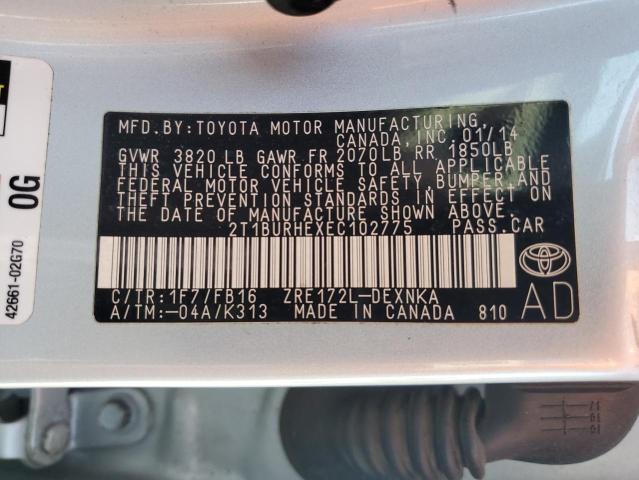 MFD.BY:TOYOTA MOTOR MANUFACTURING,
CANADA, INC. 01/14
GVWR 3820 LB GAWR FR 2070LB RR 1850LB
THIS VEHICLE CONFORMS TO ALL APPLICABLE
FEDERAL MOTOR VEHICLE SAFETY, BUMPER, AND
THEFT PREVENTION STANDARDS IN EFFECT ON
THE DATE OF MANUFACTURE SHOWN ABOVE.
2T1BURHEXEC102775 PASS.CAR
C/TR:1F7/FB16 ZRE172L-DEXNKA
A/TM:-04A/K313 MADE IN CANADA 810
AD
0G
42661-02G70